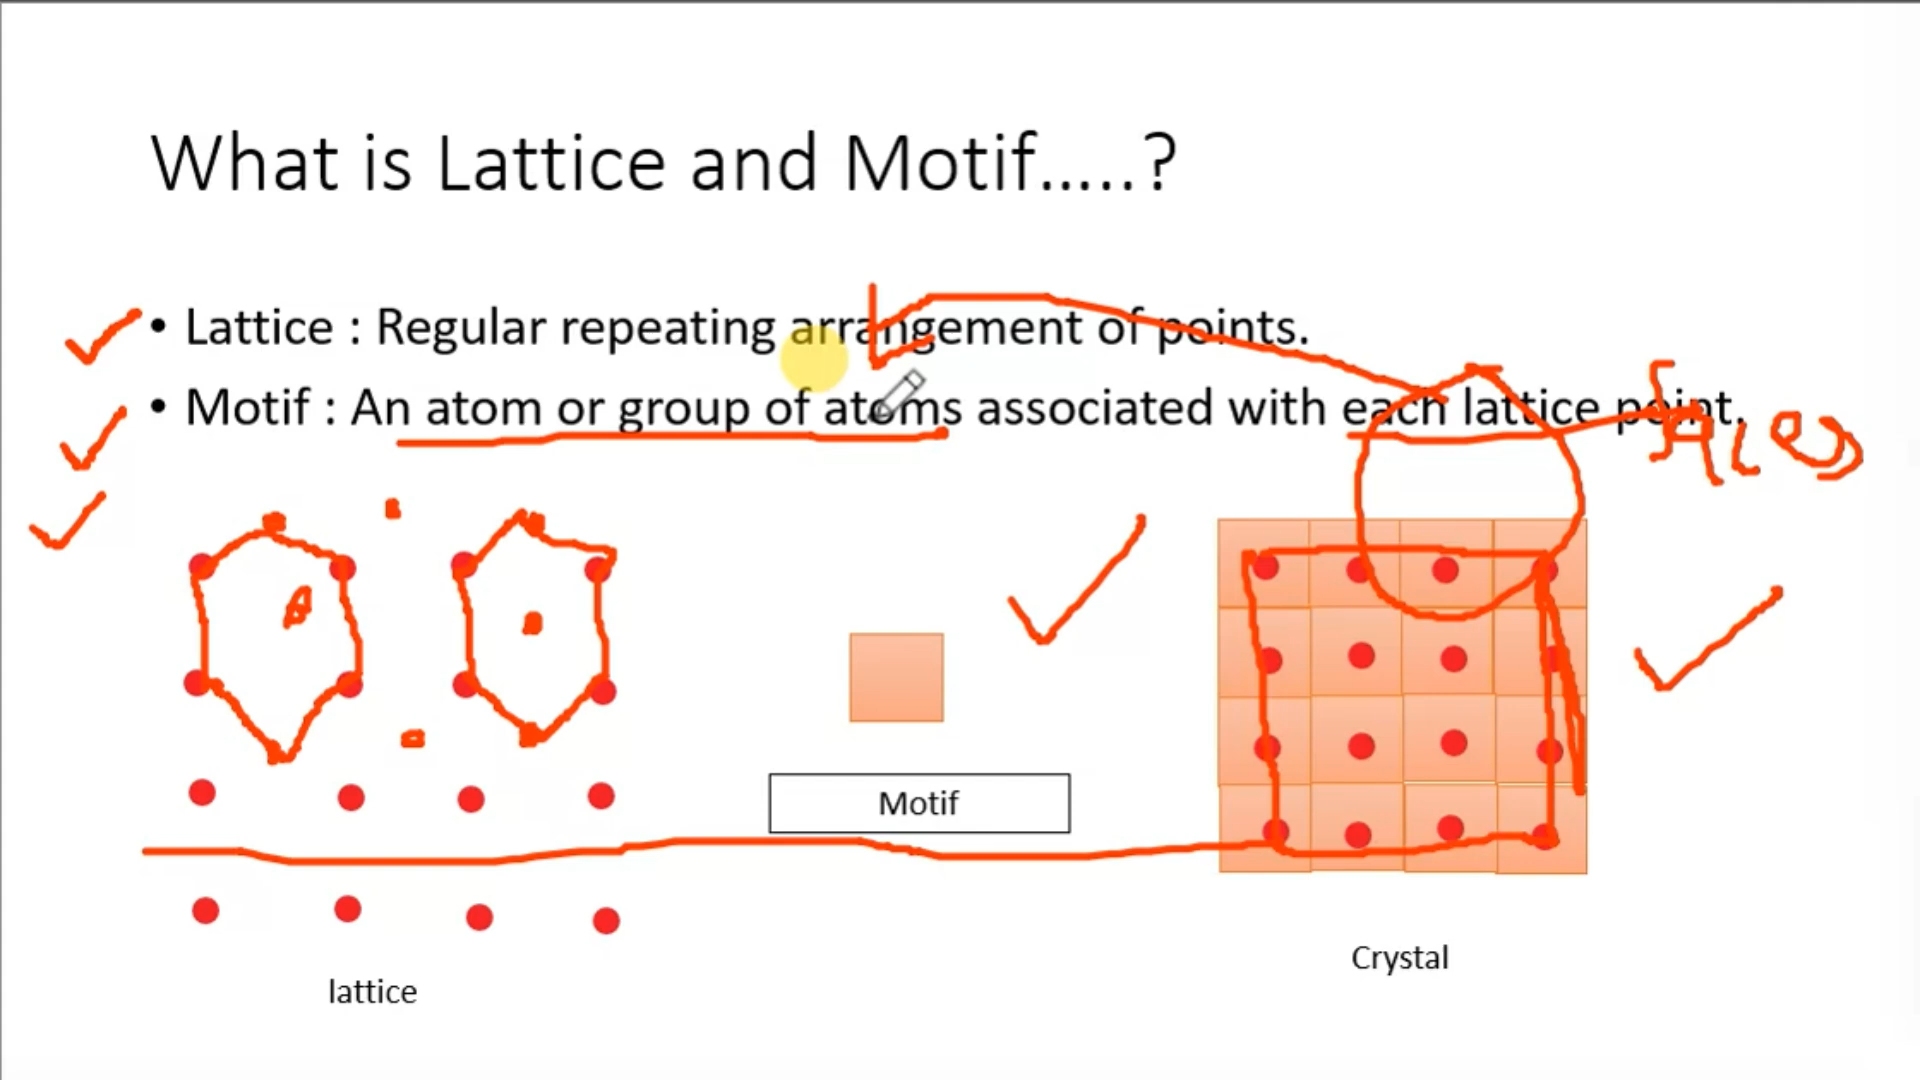 What is Lattice and Motif.....?
• Lattice : Regular repeating arrangement of points.
• Motif : An atom or group of atoms associated with each lattice point.
Motif
Crystal
lattice